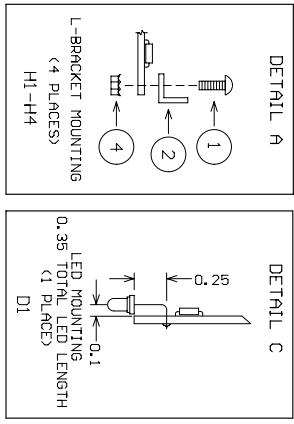 DETAIL A
1
2
4
L-BRACKET MOUNTING
(4 PLACES)
H1-H4
DETAIL C
0.25
0.1
LED MOUNTING
0.35 TOTAL LED LENGTH
(1 PLACE)
D1